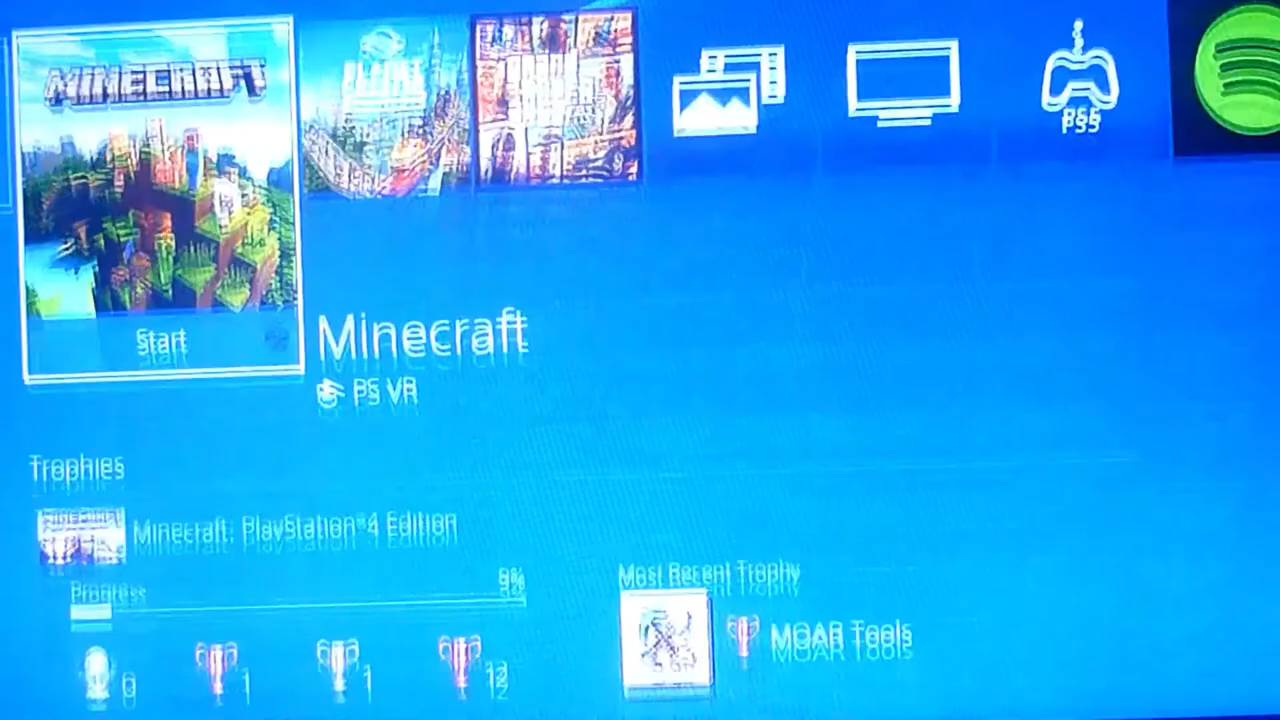 MINECRAFT
Start
Minecraft
PS VR
Trophies
Minecraft: PlayStation®4 Edition
Progress
9%
0
1
1
12
Most Recent Trophy
MOAR Tools